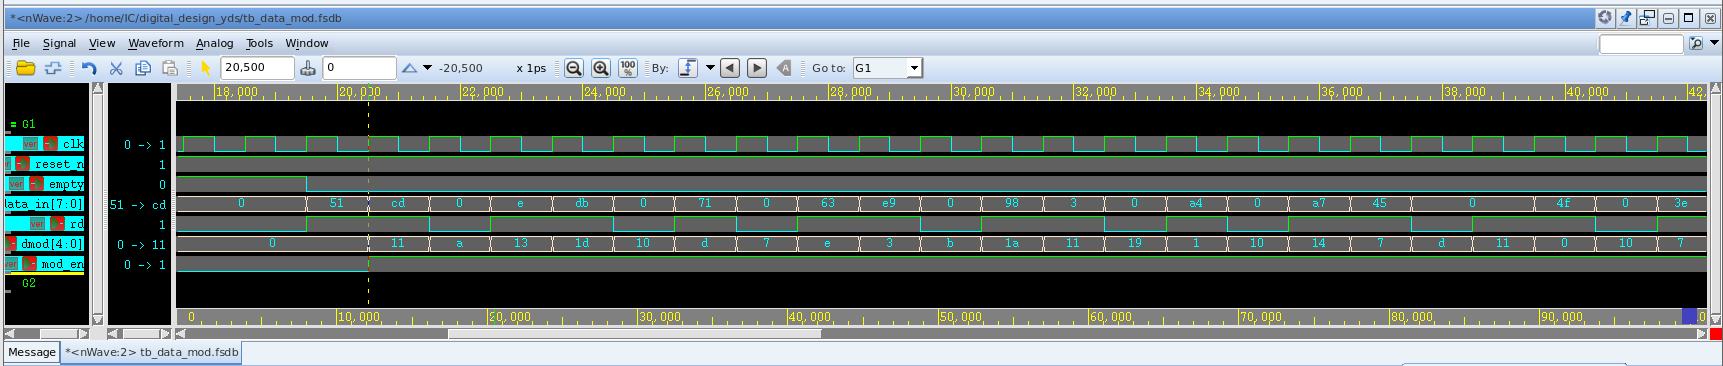 *<nWave:2> /home/IC/digital_design_yds/tb_data_mod.fsdb
File Signal View Waveform Analog Tools Window
20,500 0 -20,500 x 1ps 100% By: Go to: G1
18,000 20,000 22,000 24,000 26,000 28,000 30,000 32,000 34,000 36,000 38,000 40,000 42,
= G1
ver clk 0 -> 1
reset_n 1
ver empty 0
data_in[7:0] 51 -> cd 0 51 cd 0 e db 0 71 0 63 e9 0 98 3 0 a4 0 a7 45 0 4f 0 3e
ver rd 1
dmod[4:0] 0 -> 11 0 11 a 13 1d 10 d 7 e 3 b 1a 11 19 1 10 14 7 d 11 0 10 7
mod_en 0 -> 1
G2
0 10,000 20,000 30,000 40,000 50,000 60,000 70,000 80,000 90,000
Message *<nWave:2> tb_data_mod.fsdb